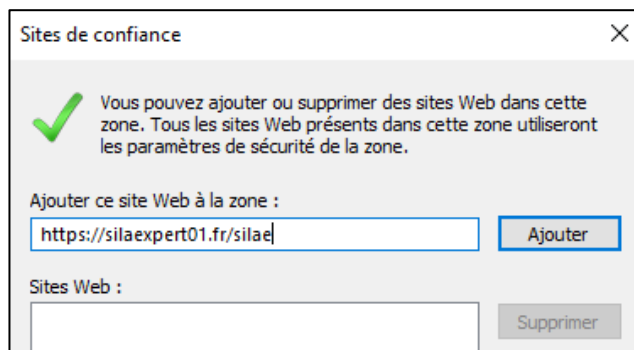 Sites de confiance
Vous pouvez ajouter ou supprimer des sites Web dans cette
zone. Tous les sites Web présents dans cette zone utiliseront
les paramètres de sécurité de la zone.
Ajouter ce site Web à la zone :
https://silaexpert01.fr/silae
Ajouter
Sites Web :
Supprimer